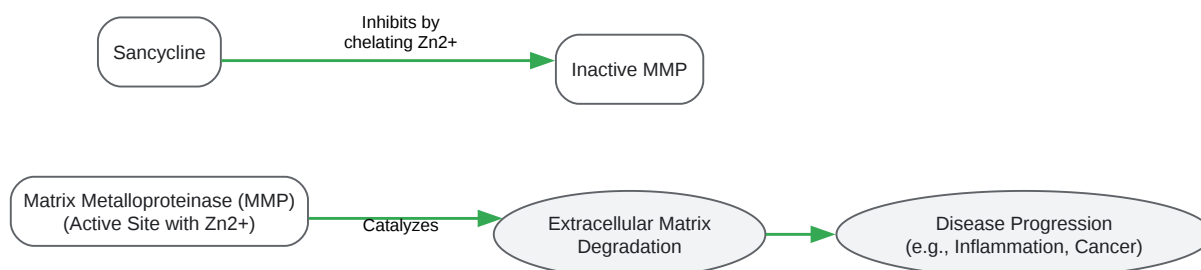 Sancycline
Inhibits by
chelating Zn2+
Inactive MMP
Matrix Metalloproteinase (MMP)
(Active Site with Zn2+)
Catalyzes
Extracellular Matrix
Degradation
Disease Progression
(e.g., Inflammation, Cancer)